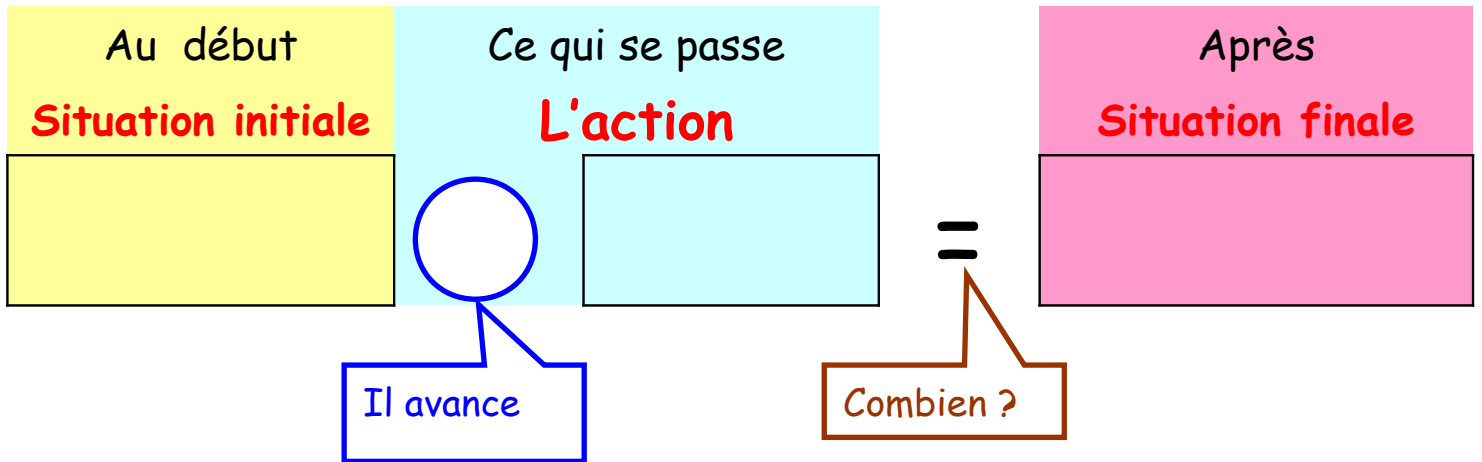 Au début
Situation initiale
Ce qui se passe
L'action
Après
Situation finale
=
Il avance
Combien ?